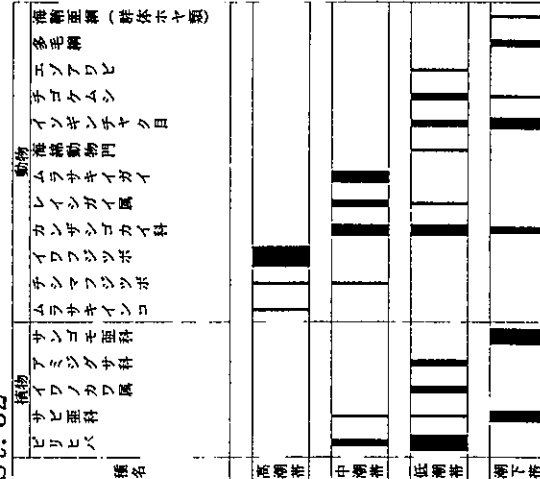 動物
海鞘亜綱（群体ホヤ類）
多毛綱
エゾアワビ
チゴケムシ
イソギンチャク目
海綿動物門
ムラサキイガイ
レイシガイ属
カンザシゴカイ科
イワフジツボ
チシマフジツボ
ムラサキインコ
植物
サンゴモ亜科
アミジグサ科
イワノカワ属
サビ亜科
ピリヒバ
種名
高潮帯
中潮帯
低潮帯
潮下帯